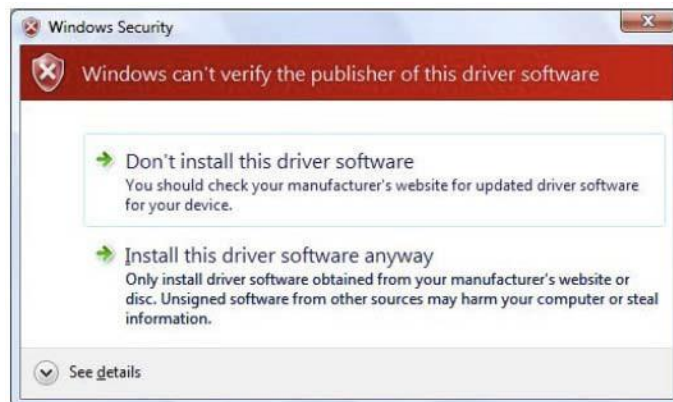 Windows Security
Windows can't verify the publisher of this driver software
Don't install this driver software
You should check your manufacturer's website for updated driver software
for your device.
Install this driver software anyway
Only install driver software obtained from your manufacturer's website or
disc. Unsigned software from other sources may harm your computer or steal
information.
See details